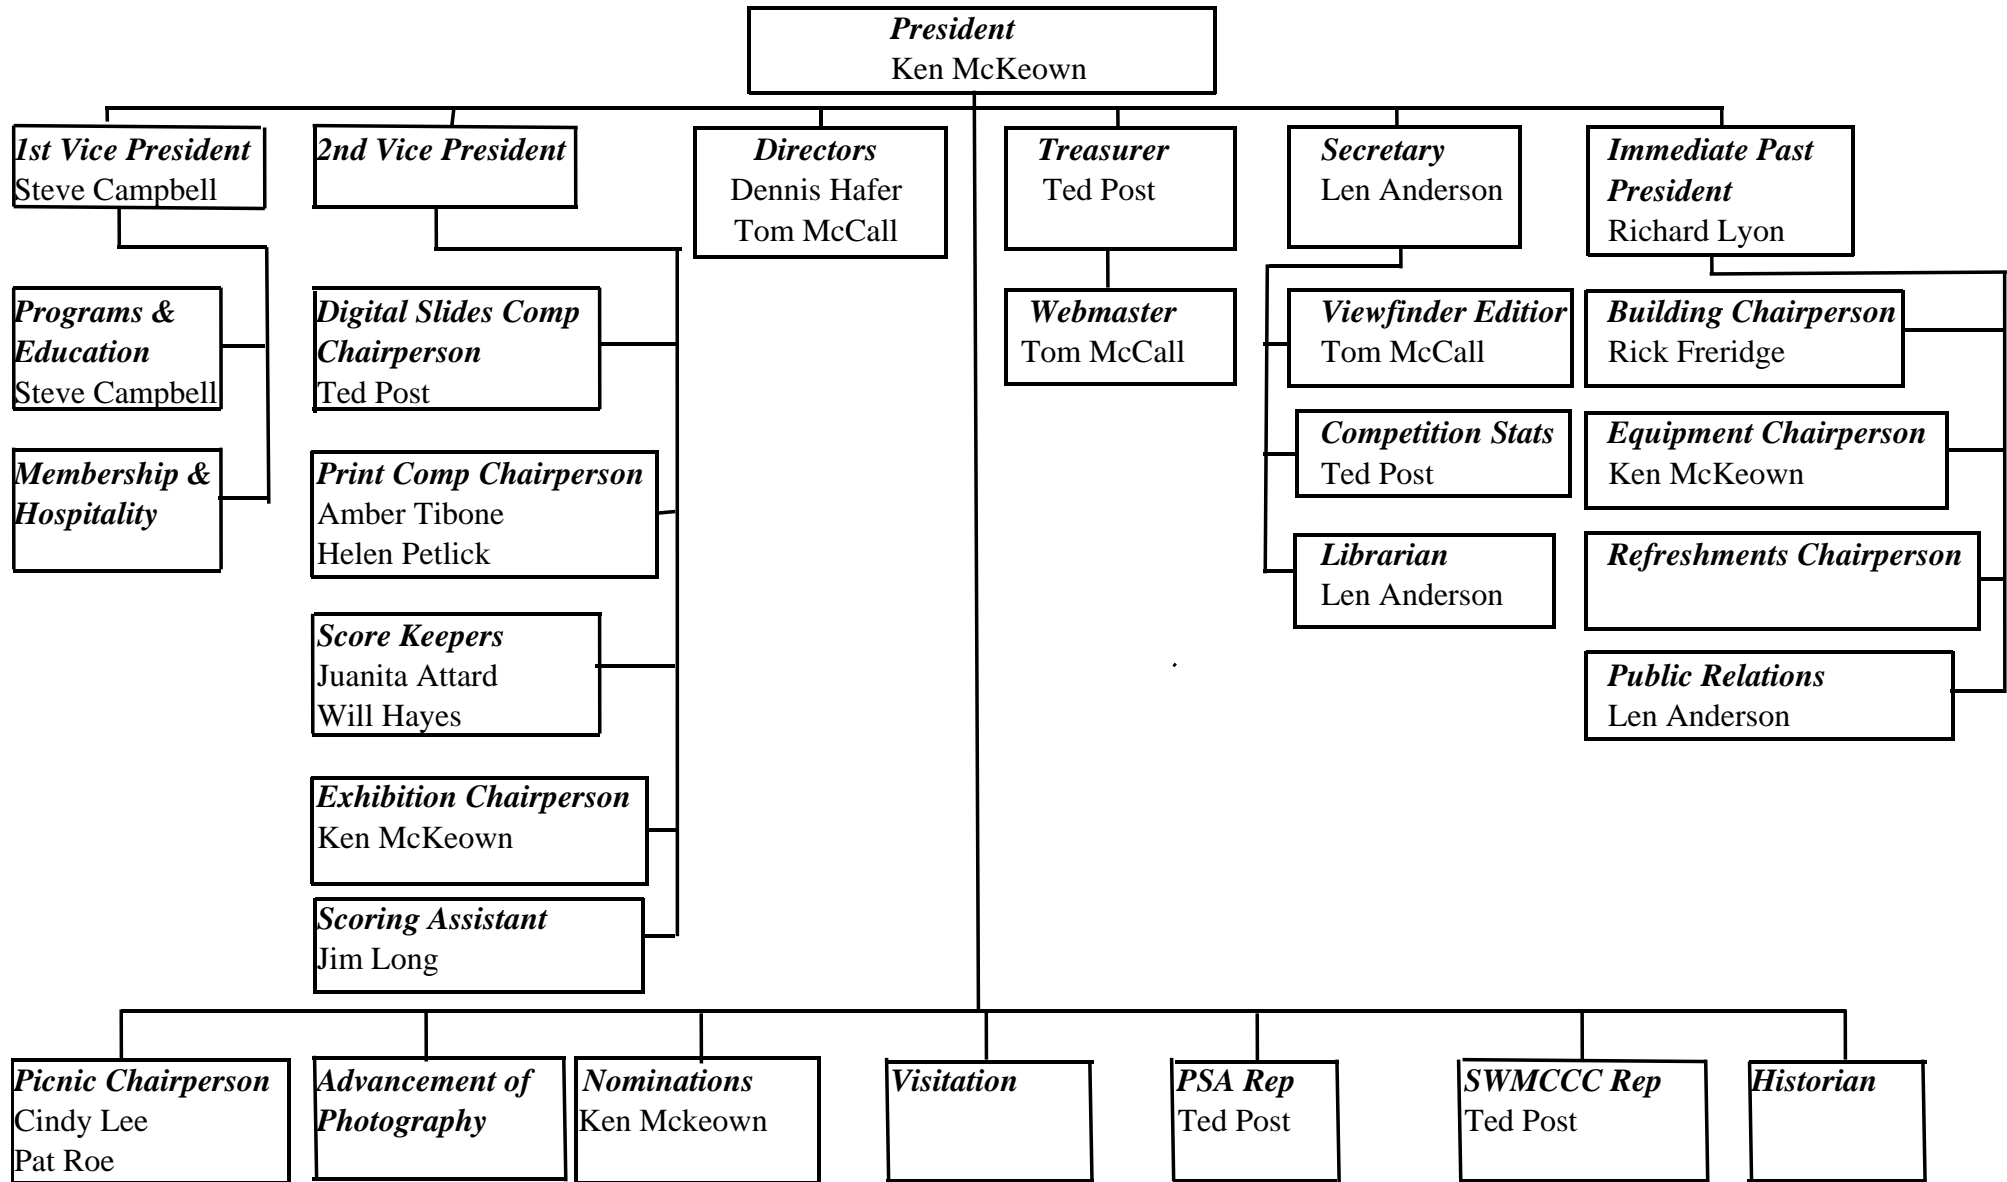 President
Ken McKeown
1st Vice President
Steve Campbell
2nd Vice President
Directors
Dennis Hafer
Tom McCall
Treasurer
Ted Post
Secretary
Len Anderson
Immediate Past
President
Richard Lyon
Programs &
Education
Steve Campbell
Membership &
Hospitality
Digital Slides Comp
Chairperson
Ted Post
Print Comp Chairperson
Amber Tibone
Helen Petlick
Score Keepers
Juanita Attard
Will Hayes
Exhibition Chairperson
Ken McKeown
Scoring Assistant
Jim Long
Webmaster
Tom McCall
Viewfinder Editior
Tom McCall
Competition Stats
Ted Post
Librarian
Len Anderson
Building Chairperson
Rick Freridge
Equipment Chairperson
Ken McKeown
Refreshments Chairperson
Public Relations
Len Anderson
Picnic Chairperson
Cindy Lee
Pat Roe
Advancement of
Photography
Nominations
Ken Mckeown
Visitation
PSA Rep
Ted Post
SWMCCC Rep
Ted Post
Historian